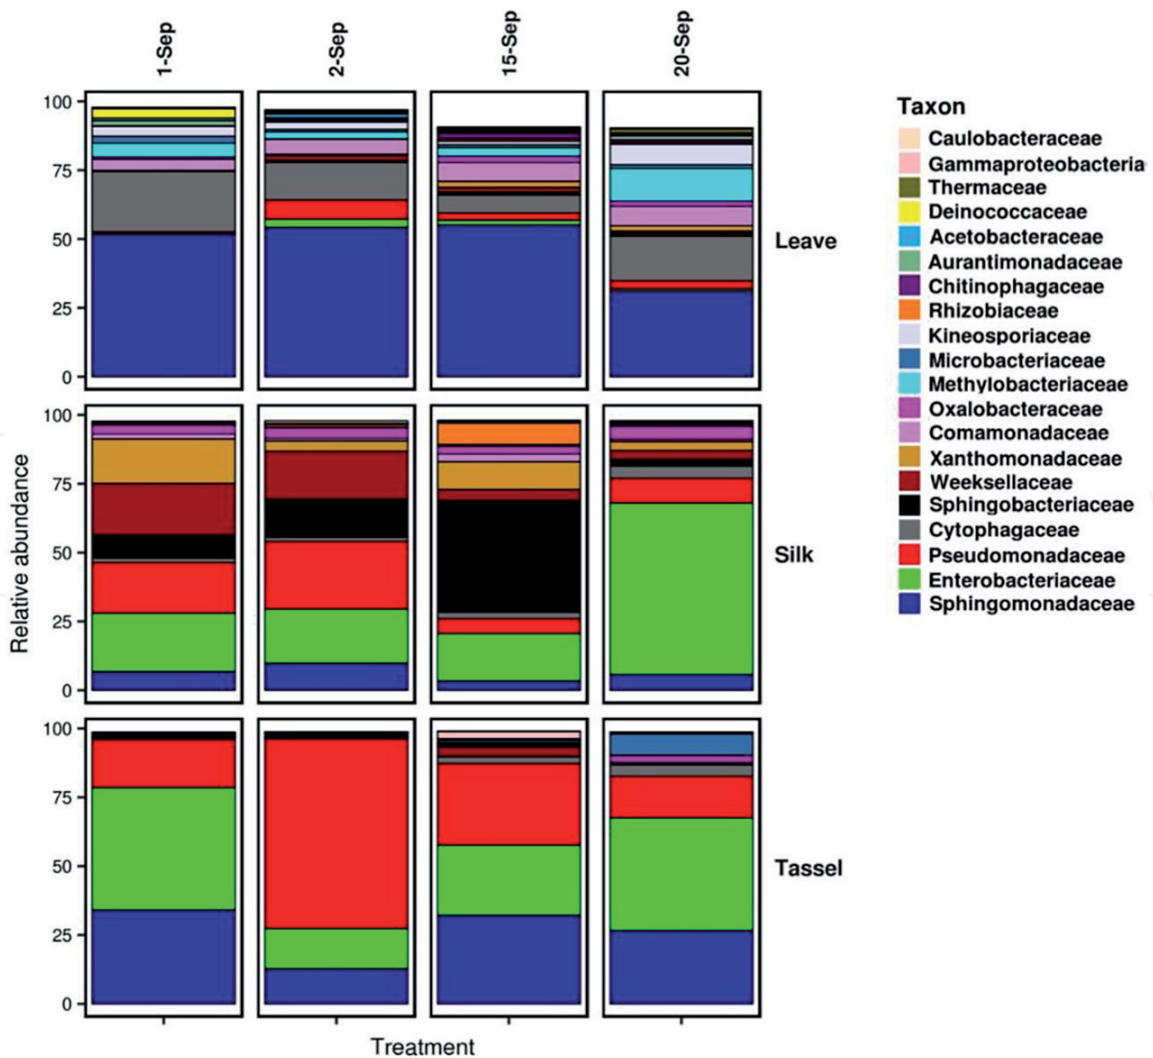 1-Sep
2-Sep
15-Sep
20-Sep
100
75
50
25
0
Leave
100
75
50
25
0
Silk
100
75
50
25
0
Tassel
Relative abundance
Treatment
Taxon
Caulobacteraceae
Gammaproteobacteria
Thermaceae
Deinococcaceae
Acetobacteraceae
Aurantimonadaceae
Chitinophagaceae
Rhizobiaceae
Kineosporiaceae
Microbacteriaceae
Methylobacteriaceae
Oxalobacteraceae
Comamonadaceae
Xanthomonadaceae
Weeksellaceae
Sphingobacteriaceae
Cytophagaceae
Pseudomonadaceae
Enterobacteriaceae
Sphingomonadaceae